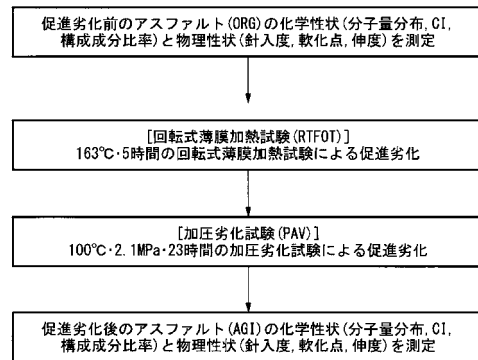 促進劣化前のアスファルト(ORG)の化学性状(分子量分布, CI,
構成成分比率)と物理性状(針入度, 軟化点, 伸度)を測定
[回転式薄膜加熱試験(RTFOT)]
163℃・5時間の回転式薄膜加熱試験による促進劣化
[加圧劣化試験(PAV)]
100℃・2.1MPa・23時間の加圧劣化試験による促進劣化
促進劣化後のアスファルト(AGI)の化学性状(分子量分布, CI,
構成成分比率)と物理性状(針入度, 軟化点, 伸度)を測定